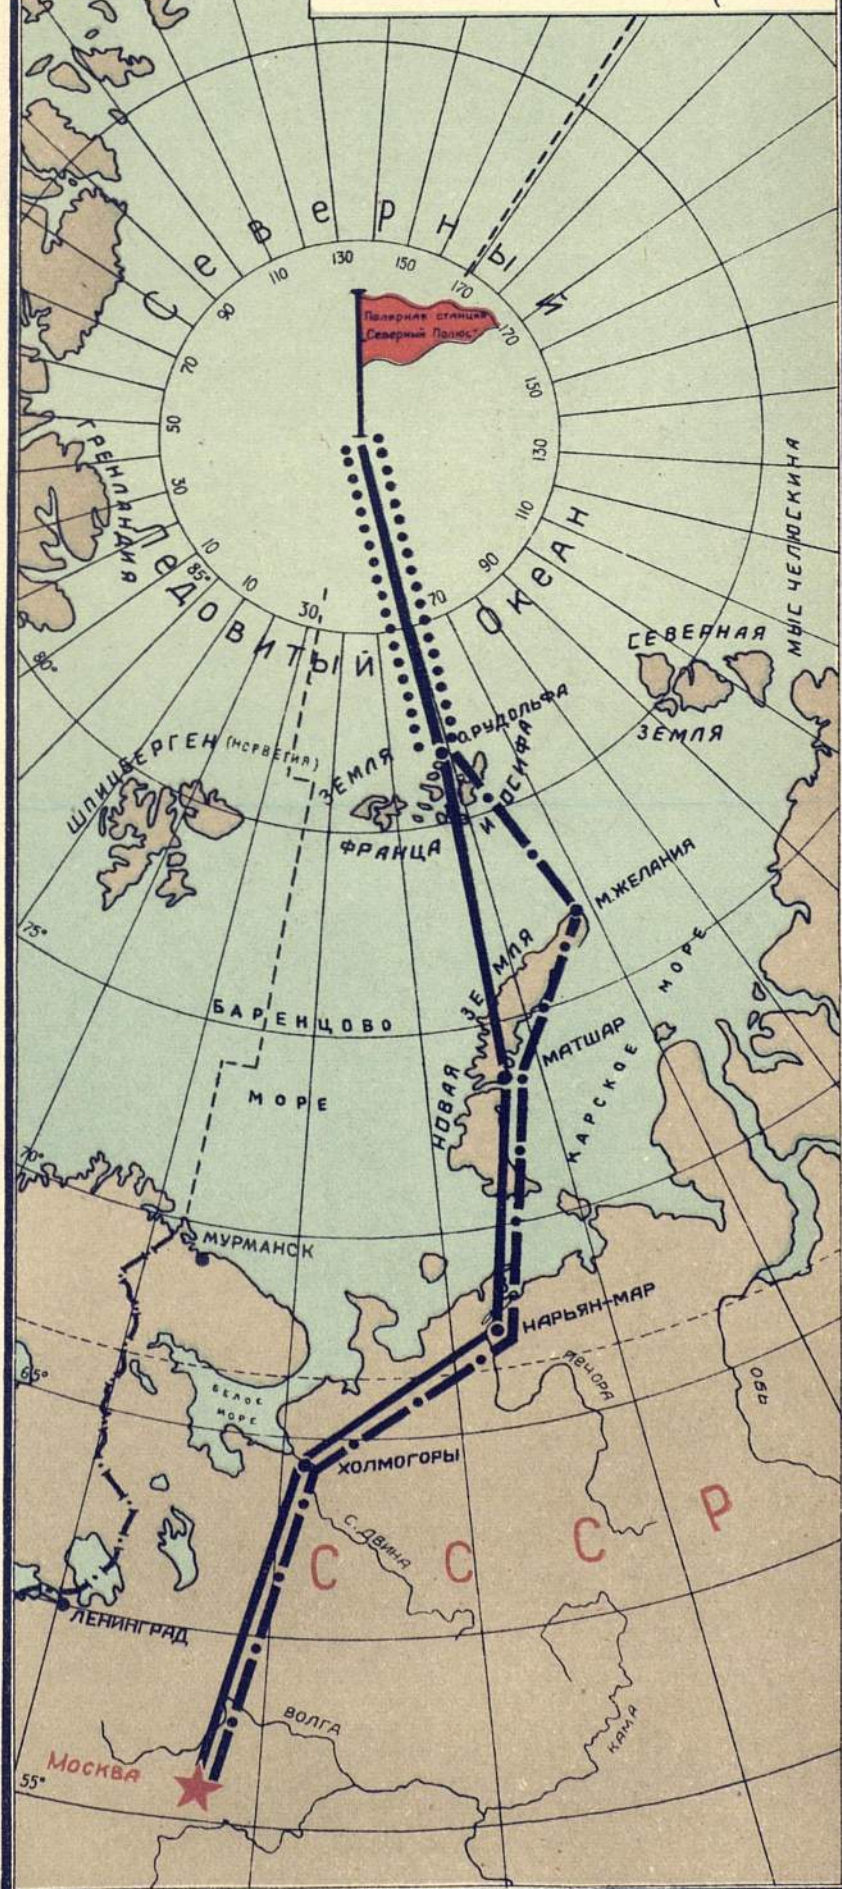 Северный
130
150
110
170
90
Полярная станция
"Северный Полюс"
170
70
150
50
130
ГРЕНЛАНДИЯ
30
110
МЫС ЧЕЛЮСКИНА
10
90
85°
10
70
30
Ледовитый
Океан
80°
СЕВЕРНАЯ
ЗЕМЛЯ
О.РУДОЛЬФА
ШПИЦБЕРГЕН (НОРВЕГИЯ)
ЗЕМЛЯ
ФРАНЦА
ИОСИФА
М.ЖЕЛАНИЯ
75°
НОВАЯ
ЗЕМЛЯ
БАРЕНЦОВО
МОРЕ
МАТШАР
КАРСКОЕ
МОРЕ
70°
МУРМАНСК
НАРЬЯН-МАР
ПЕЧОРА
ОБЬ
65°
БЕЛОЕ
МОРЕ
ХОЛМОГОРЫ
С. ДВИНА
С С С Р
ЛЕНИНГРАД
ВОЛГА
КАМА
Москва
55°